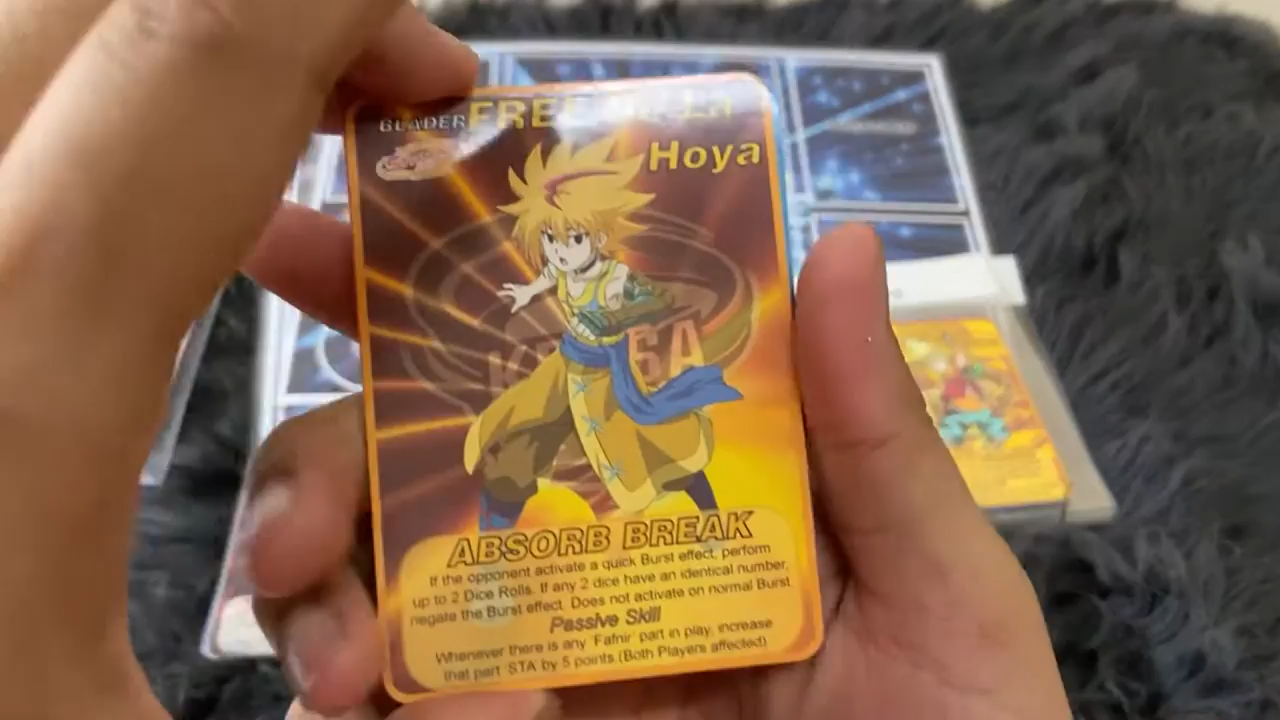 BLADER FREE
Hoya
ABSORB BREAK
If the opponent activate a quick Burst effect, perform
up to 2 Dice Rolls. If any 2 dice have an identical number,
negate the Burst effect. Does not activate on normal Burst
Passive Skill
Whenever there is any 'Fafnir' part in play, increase
that part STA by 5 points.(Both Players affected)